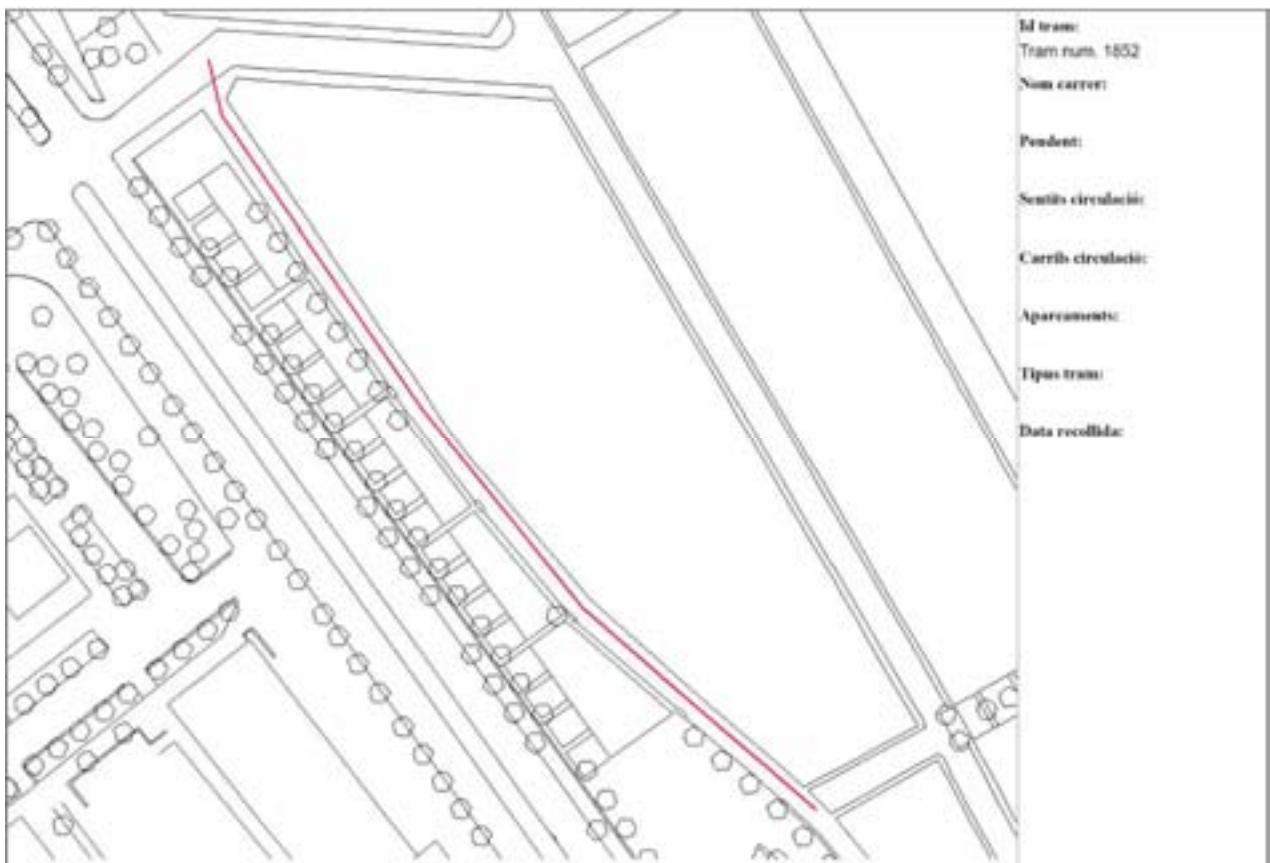 Id tram:
Tram num. 1852
Nom carrer:
Pendent:
Sentits circulació:
Carrils circulació:
Aparcaments:
Tipus tram:
Data recollida: